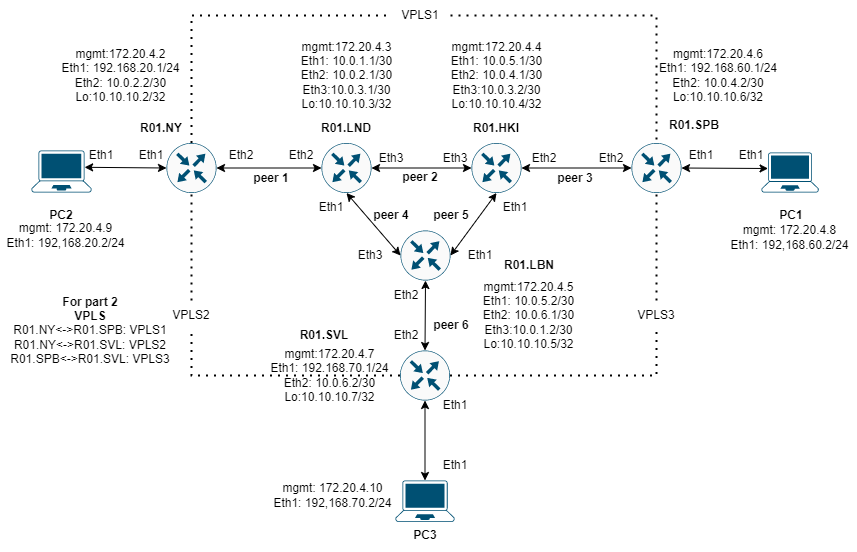 VPLS1
mgmt:172.20.4.2
Eth1: 192.168.20.1/24
Eth2: 10.0.2.2/30
Lo:10.10.10.2/32
mgmt:172.20.4.3
Eth1: 10.0.1.1/30
Eth2: 10.0.2.1/30
Eth3:10.0.3.1/30
Lo:10.10.10.3/32
mgmt:172.20.4.4
Eth1: 10.0.5.1/30
Eth2: 10.0.4.1/30
Eth3:10.0.3.2/30
Lo:10.10.10.4/32
mgmt:172.20.4.6
Eth1: 192.168.60.1/24
Eth2: 10.0.4.2/30
Lo:10.10.10.6/32
R01.NY
R01.LND
R01.HKI
R01.SPB
Eth1
Eth1
Eth2
Eth2
Eth3
Eth3
Eth2
Eth2
Eth1
Eth1
peer 1
peer 2
peer 3
PC2
mgmt: 172.20.4.9
Eth1: 192,168.20.2/24
PC1
mgmt: 172.20.4.8
Eth1: 192,168.60.2/24
Eth1
peer 4
peer 5
Eth1
Eth3
Eth1
R01.LBN
mgmt:172.20.4.5
Eth1: 10.0.5.2/30
Eth2: 10.0.6.1/30
Eth3:10.0.1.2/30
Lo:10.10.10.5/32
Eth2
peer 6
Eth2
VPLS2
VPLS3
For part 2
VPLS
R01.NY<->R01.SPB: VPLS1
R01.NY<->R01.SVL: VPLS2
R01.SPB<->R01.SVL: VPLS3
R01.SVL
mgmt:172.20.4.7
Eth1: 192.168.70.1/24
Eth2: 10.0.6.2/30
Lo:10.10.10.7/32
Eth1
Eth1
mgmt: 172.20.4.10
Eth1: 192,168.70.2/24
PC3